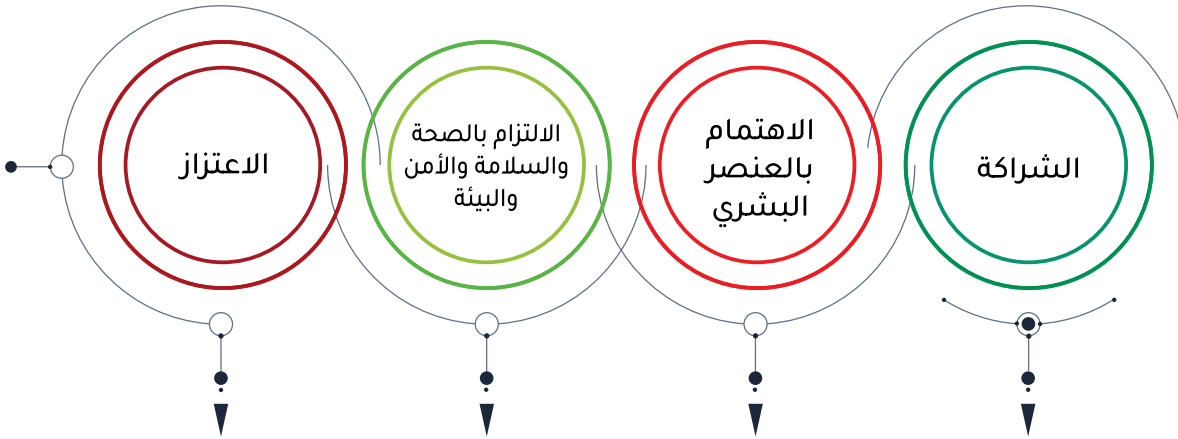 الشراكة
الاهتمام
بالعنصر
البشري
الالتزام بالصحة
والسلامة والأمن
والبيئة
الاعتزاز